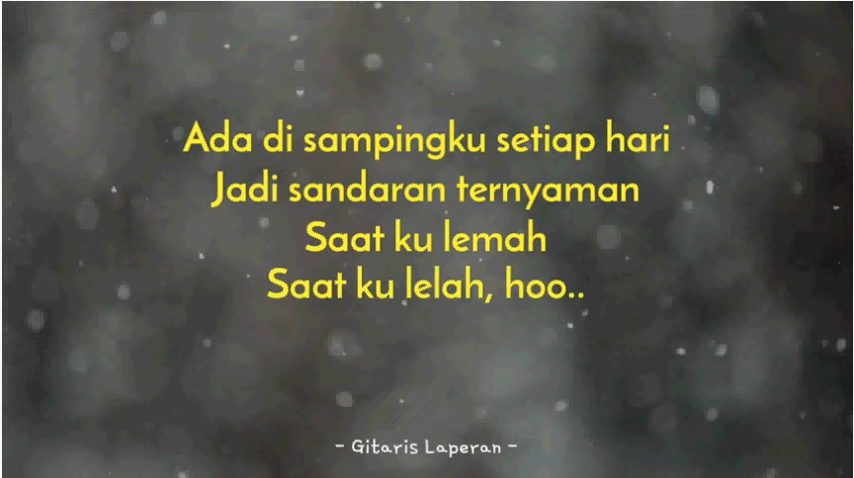 Ada di sampingku setiap hari
Jadi sandaran ternyaman
Saat ku lemah
Saat ku lelah, hoo..
- Gitaris Laperan -